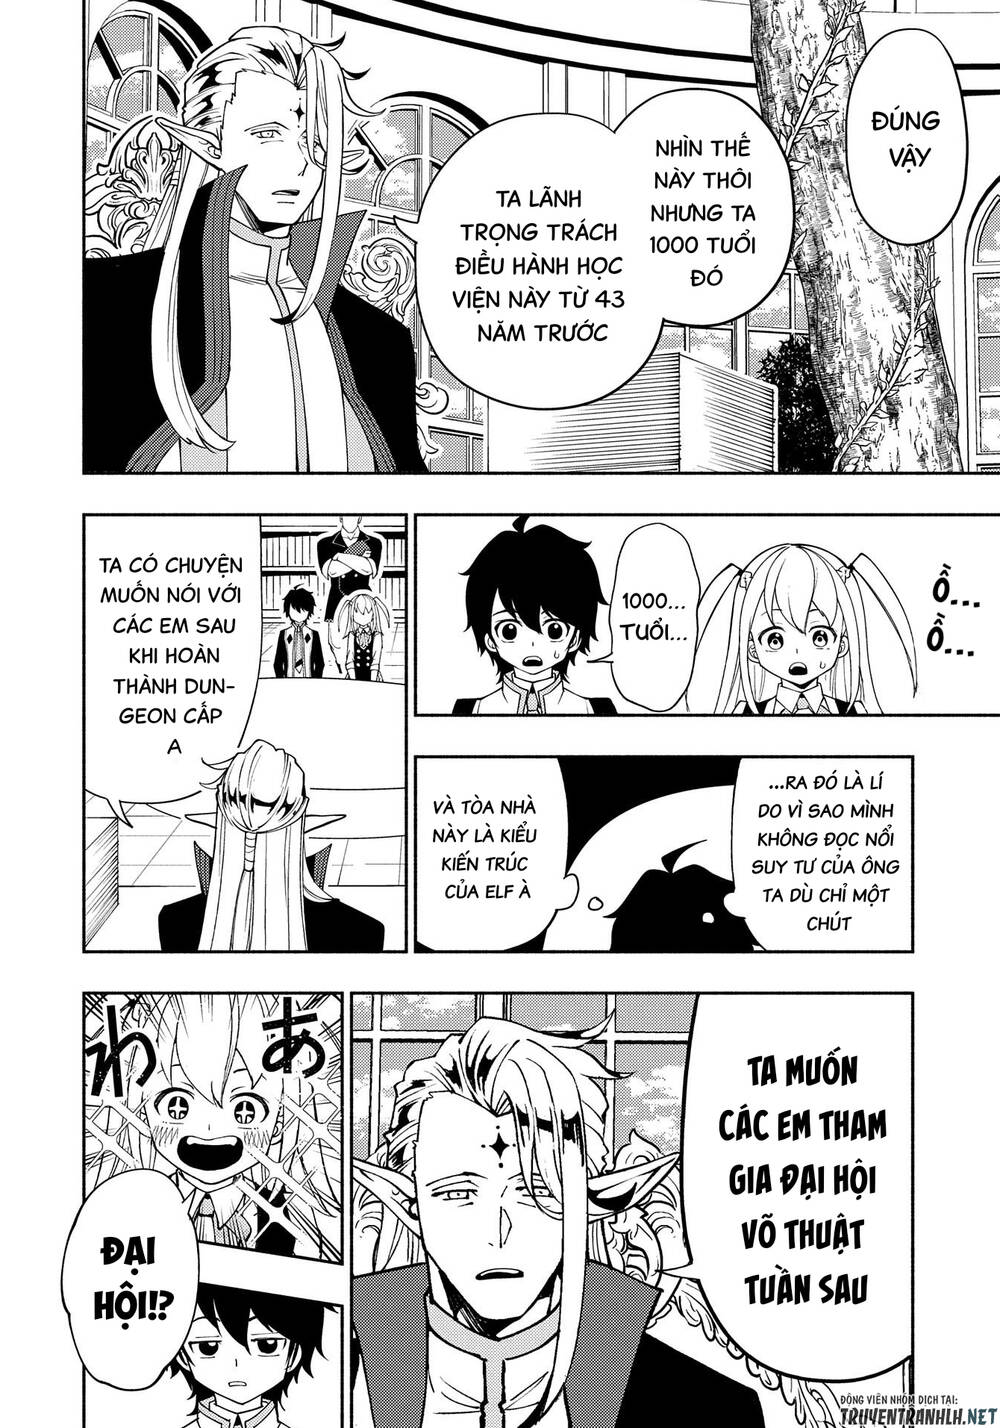 ĐÚNG
VẬY
NHÌN THẾ
NÀY THÔI
NHƯNG TA
1000 TUỔI
ĐÓ
TA LÃNH
TRỌNG TRÁCH
ĐIỀU HÀNH HỌC
VIỆN NÀY TỪ 43
NĂM TRƯỚC
Ồ...
Ồ...
1000...
TUỔI...
TA CÓ CHUYỆN
MUỐN NÓI VỚI
CÁC EM SAU
KHI HOÀN
THÀNH DUN-
GEON CẤP
A
...RA ĐÓ LÀ LÍ
DO VÌ SAO MÌNH
KHÔNG ĐỌC NỔI
SUY TƯ CỦA ÔNG
TA DÙ CHỈ MỘT
CHÚT
VÀ TÒA NHÀ
NÀY LÀ KIỂU
KIẾN TRÚC
CỦA ELF À
TA MUỐN
CÁC EM THAM
GIA ĐẠI HỘI
VÕ THUẬT
TUẦN SAU
わぁ
ĐẠI
HỘI!?
ĐỘNG VIÊN NHÓM DỊCH TẠI:
TRUYENTRANHLU.NET